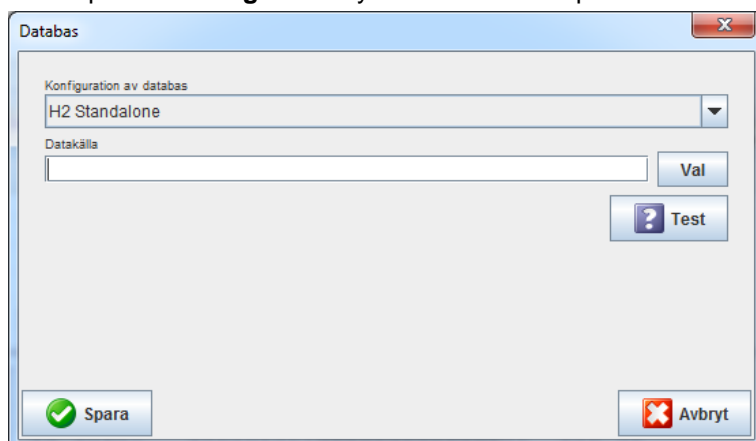 Databas
Konfiguration av databas
H2 Standalone
Datakälla
Val
Test
Spara
Avbryt